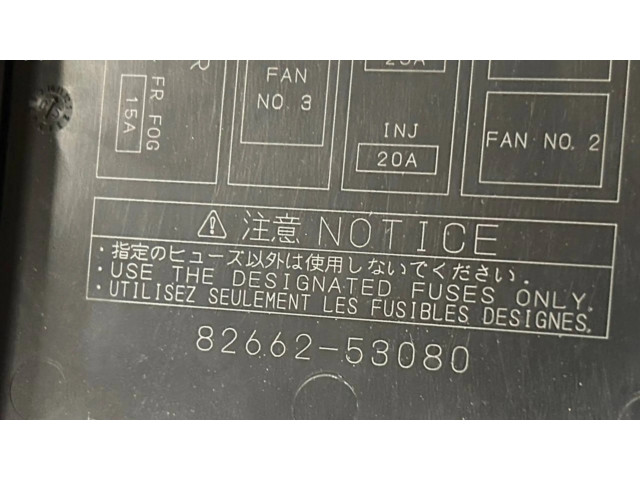 FR FOG
15A
FAN
NO. 3
INJ
20A
FAN NO. 2
⚠ 注意 NOTICE
・指定のヒューズ以外は使用しないでください.
・USE THE DESIGNATED FUSES ONLY.
・UTILISEZ SEULEMENT LES FUSIBLES DESIGNES.
82662-53080